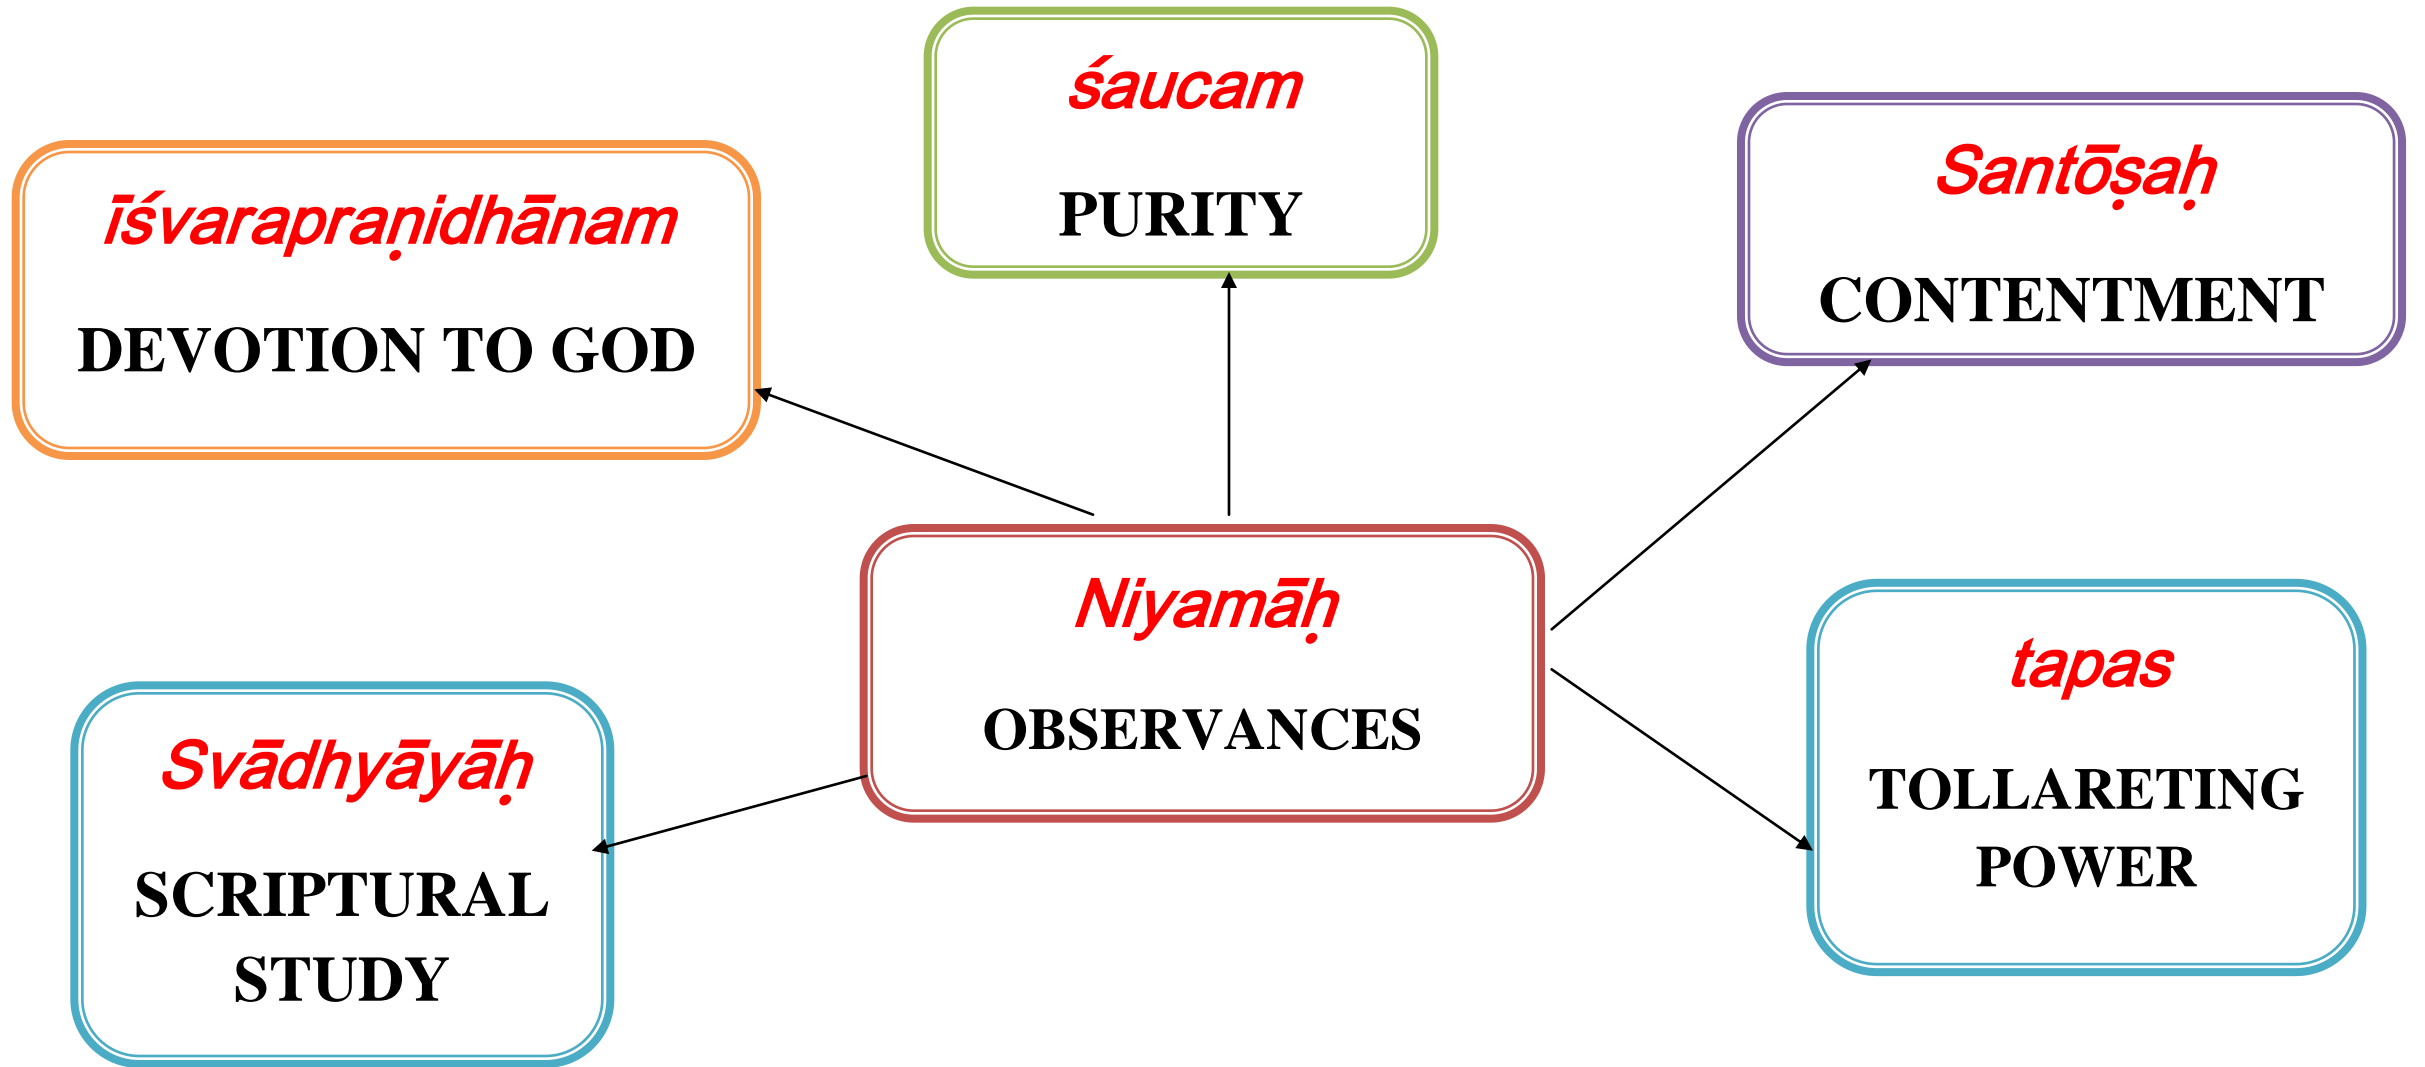 śaucam
PURITY
Santōṣaḥ
CONTENTMENT
īśvarapraṇidhānam
DEVOTION TO GOD
Niyamāḥ
OBSERVANCES
tapas
TOLLARETING
POWER
Svādhyāyāḥ
SCRIPTURAL
STUDY